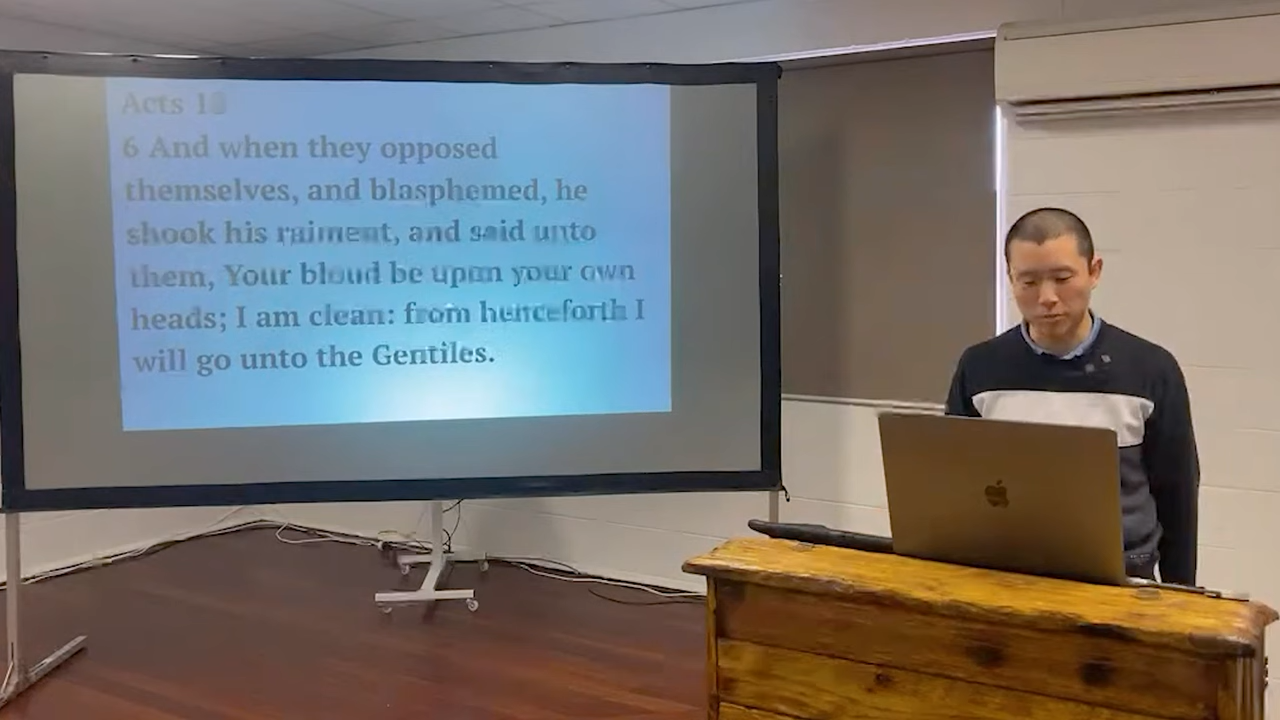 Acts 18
6 And when they opposed
themselves, and blasphemed, he
shook his raiment, and said unto
them, Your blood be upon your own
heads; I am clean: from henceforth I
will go unto the Gentiles.